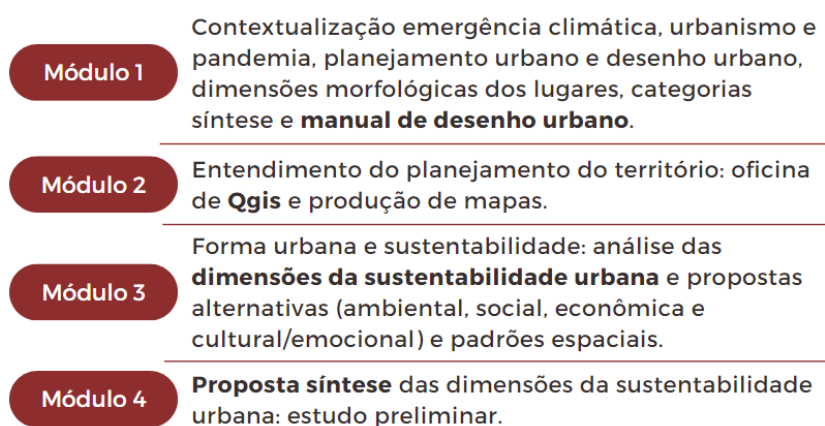 Módulo 1
Contextualização emergência climática, urbanismo e
pandemia, planejamento urbano e desenho urbano,
dimensões morfológicas dos lugares, categorias
síntese e manual de desenho urbano.
Módulo 2
Entendimento do planejamento do território: oficina
de Qgis e produção de mapas.
Módulo 3
Forma urbana e sustentabilidade: análise das
dimensões da sustentabilidade urbana e propostas
alternativas (ambiental, social, econômica e
cultural/emocional) e padrões espaciais.
Módulo 4
Proposta síntese das dimensões da sustentabilidade
urbana: estudo preliminar.